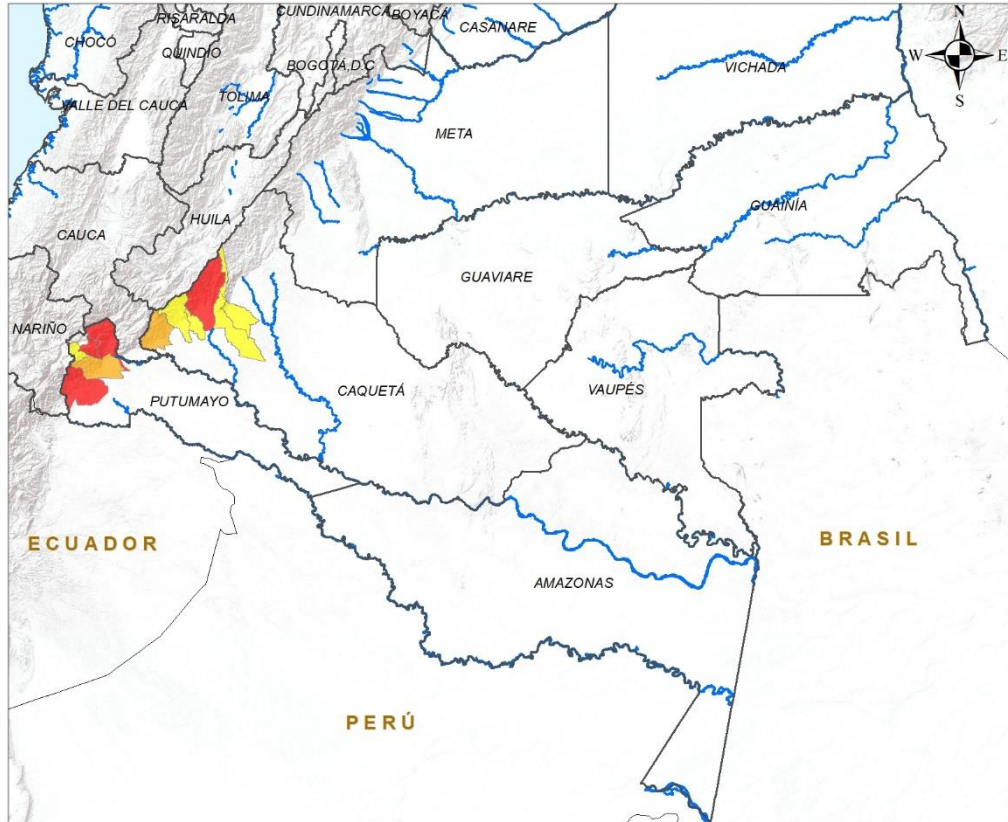 RISARALDA
CUNDINAMARCA
BOYACÁ
CASANARE
N
CHOCÓ
QUINDÍO
BOGOTÁ D.C
W
E
VICHADA
S
VALLE DEL CAUCA
TOLIMA
META
HUILA
GUAINÍA
CAUCA
GUAVIARE
NARIÑO
CAQUETÁ
VAUPÉS
PUTUMAYO
ECUADOR
BRASIL
AMAZONAS
PERÚ